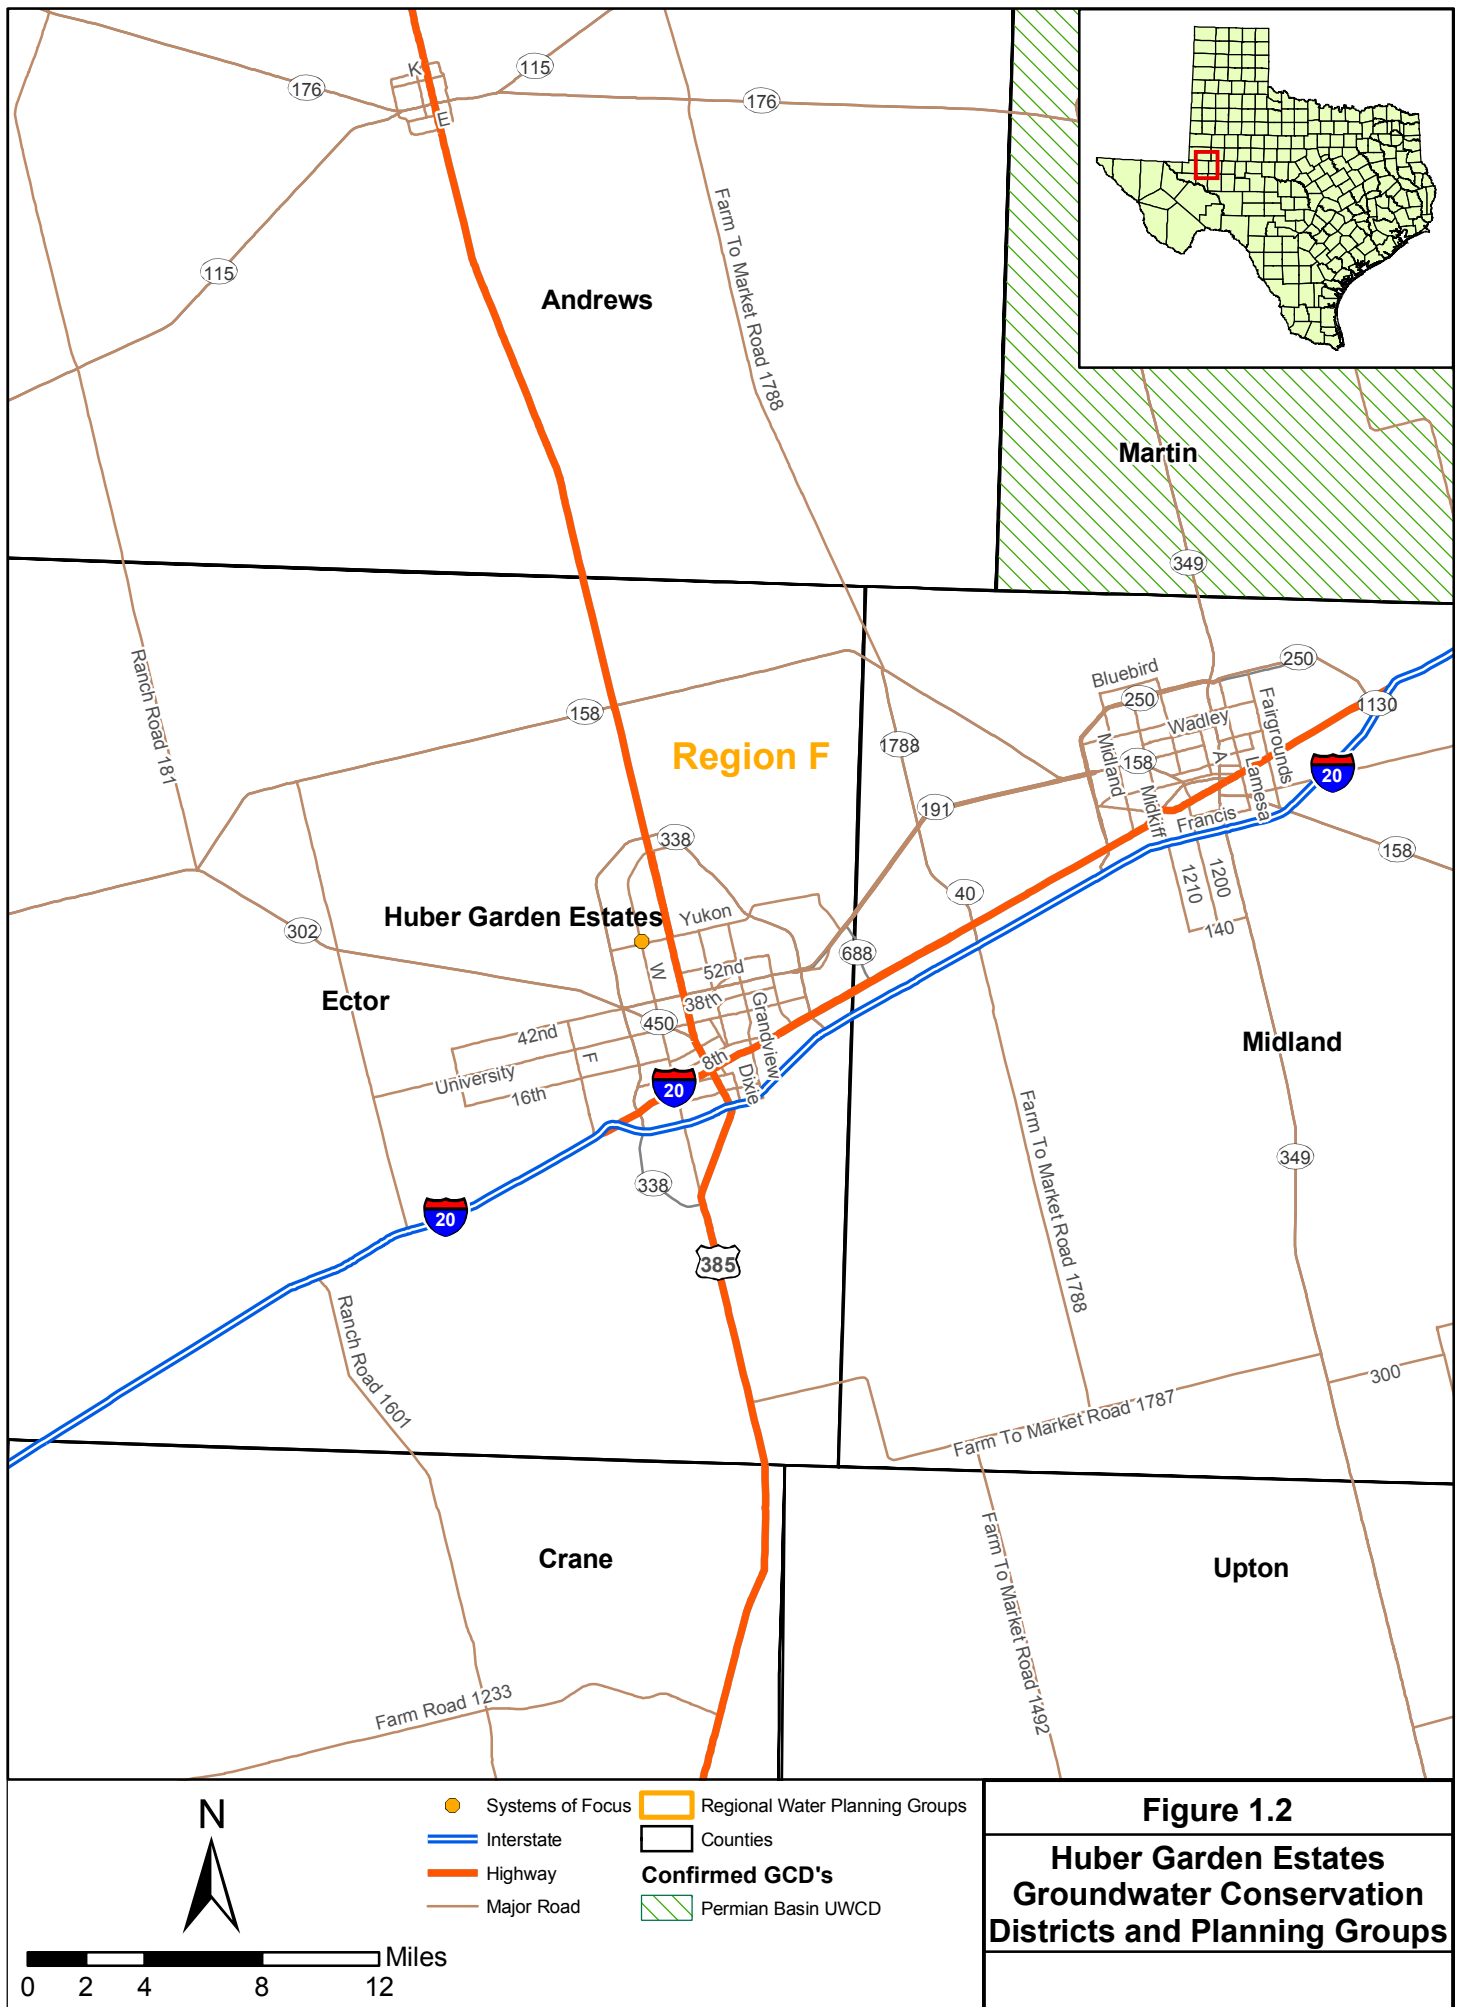 K
E
115
176
176
115
Farm To Market Road 1788
Andrews
Martin
349
Ranch Road 181
158
Region F
1788
191
Bluebird
250
250
1130
Wadley
Fairgrounds
Midland
158
A
Lamesa
20
Midkiff
Francis
158
1210
1200
140
40
338
Huber Garden Estates
Yukon
302
W
52nd
688
38th
Grandview
Ector
42nd
450
F
8th
University
16th
Dixie
20
Midland
Farm To Market Road 1788
349
338
20
385
Ranch Road 1601
300
Farm To Market Road 1787
Crane
Farm To Market Road 1492
Upton
Farm Road 1233
N
Miles
0 2 4 8 12
Systems of Focus
Interstate
Highway
Major Road
Regional Water Planning Groups
Counties
Confirmed GCD's
Permian Basin UWCD
Figure 1.2
Huber Garden Estates
Groundwater Conservation
Districts and Planning Groups